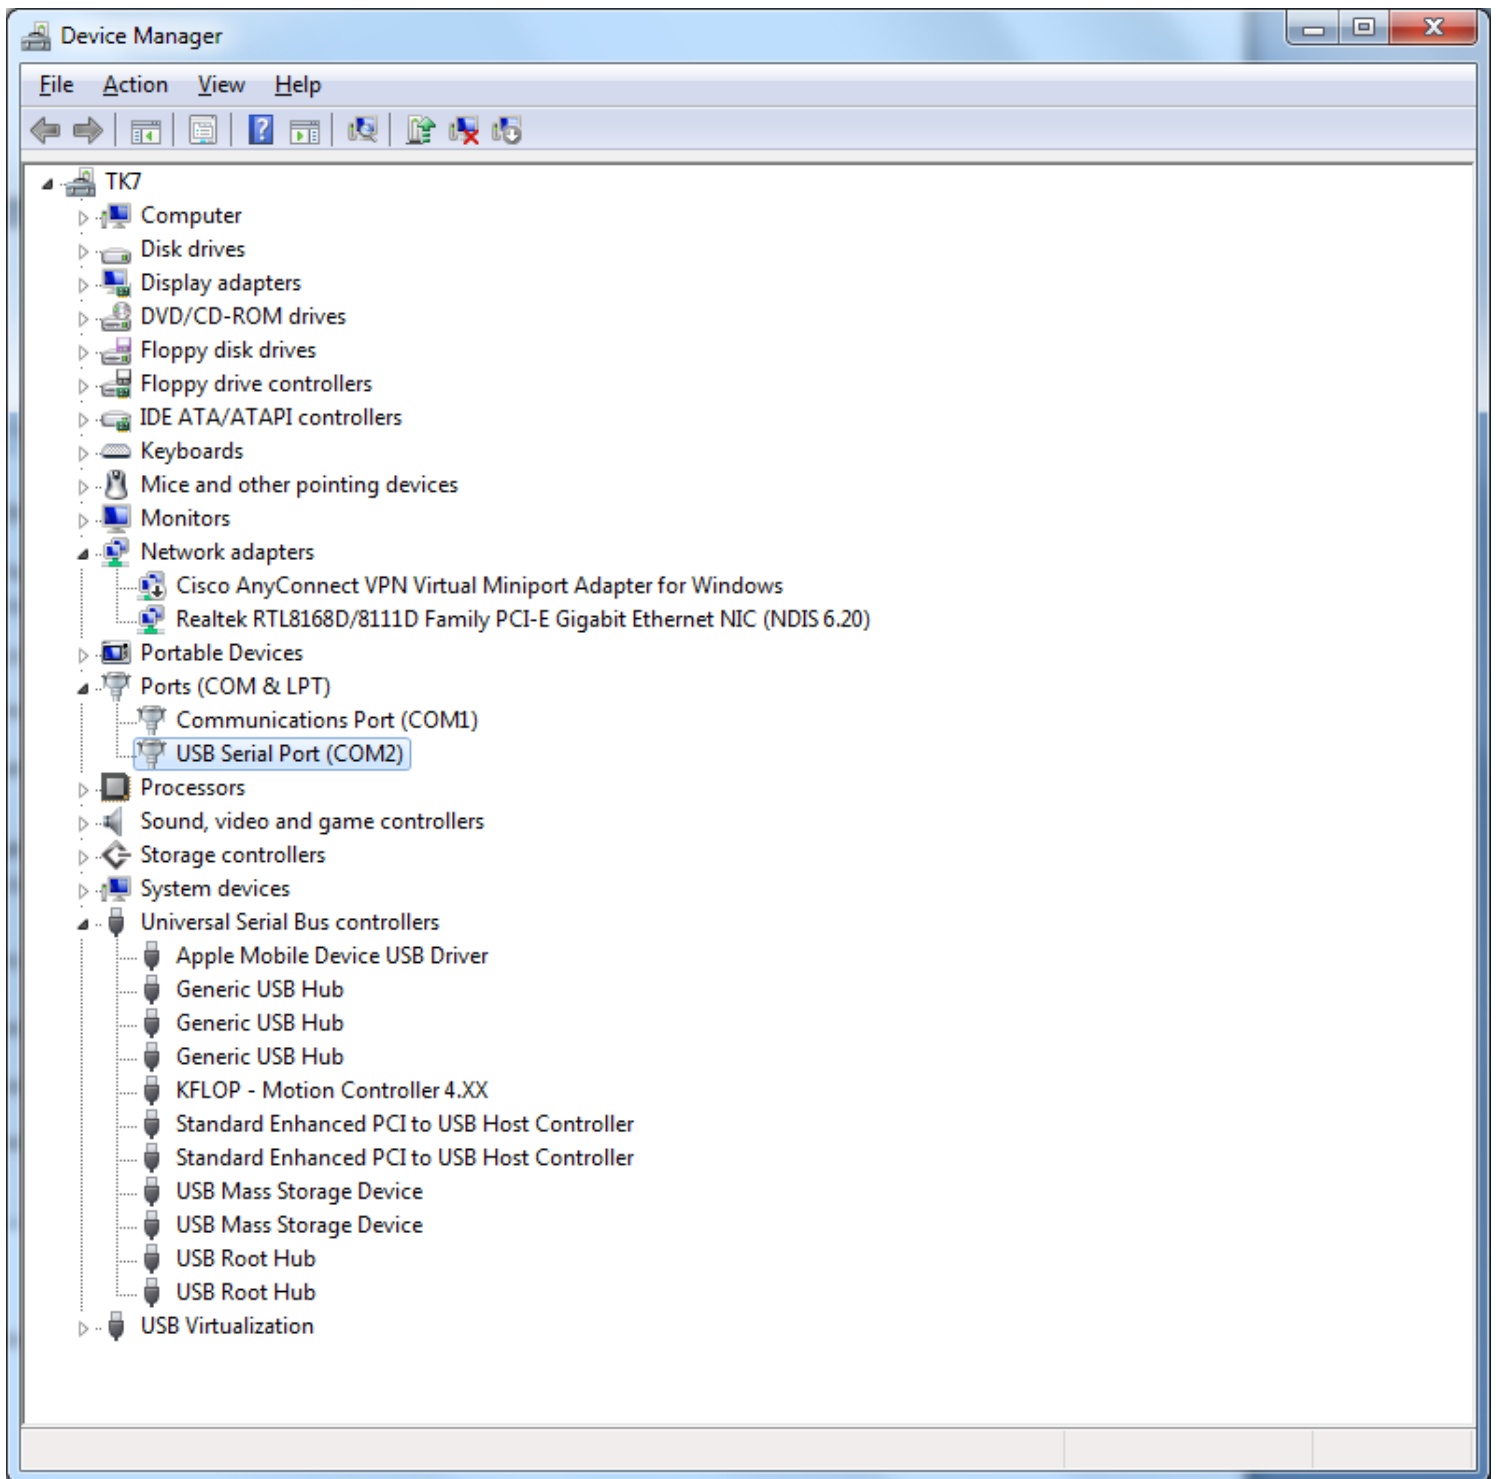 Device Manager
File Action View Help
TK7
Computer
Disk drives
Display adapters
DVD/CD-ROM drives
Floppy disk drives
Floppy drive controllers
IDE ATA/ATAPI controllers
Keyboards
Mice and other pointing devices
Monitors
Network adapters
Cisco AnyConnect VPN Virtual Miniport Adapter for Windows
Realtek RTL8168D/8111D Family PCI-E Gigabit Ethernet NIC (NDIS 6.20)
Portable Devices
Ports (COM & LPT)
Communications Port (COM1)
USB Serial Port (COM2)
Processors
Sound, video and game controllers
Storage controllers
System devices
Universal Serial Bus controllers
Apple Mobile Device USB Driver
Generic USB Hub
Generic USB Hub
Generic USB Hub
KFLOP - Motion Controller 4.XX
Standard Enhanced PCI to USB Host Controller
Standard Enhanced PCI to USB Host Controller
USB Mass Storage Device
USB Mass Storage Device
USB Root Hub
USB Root Hub
USB Virtualization